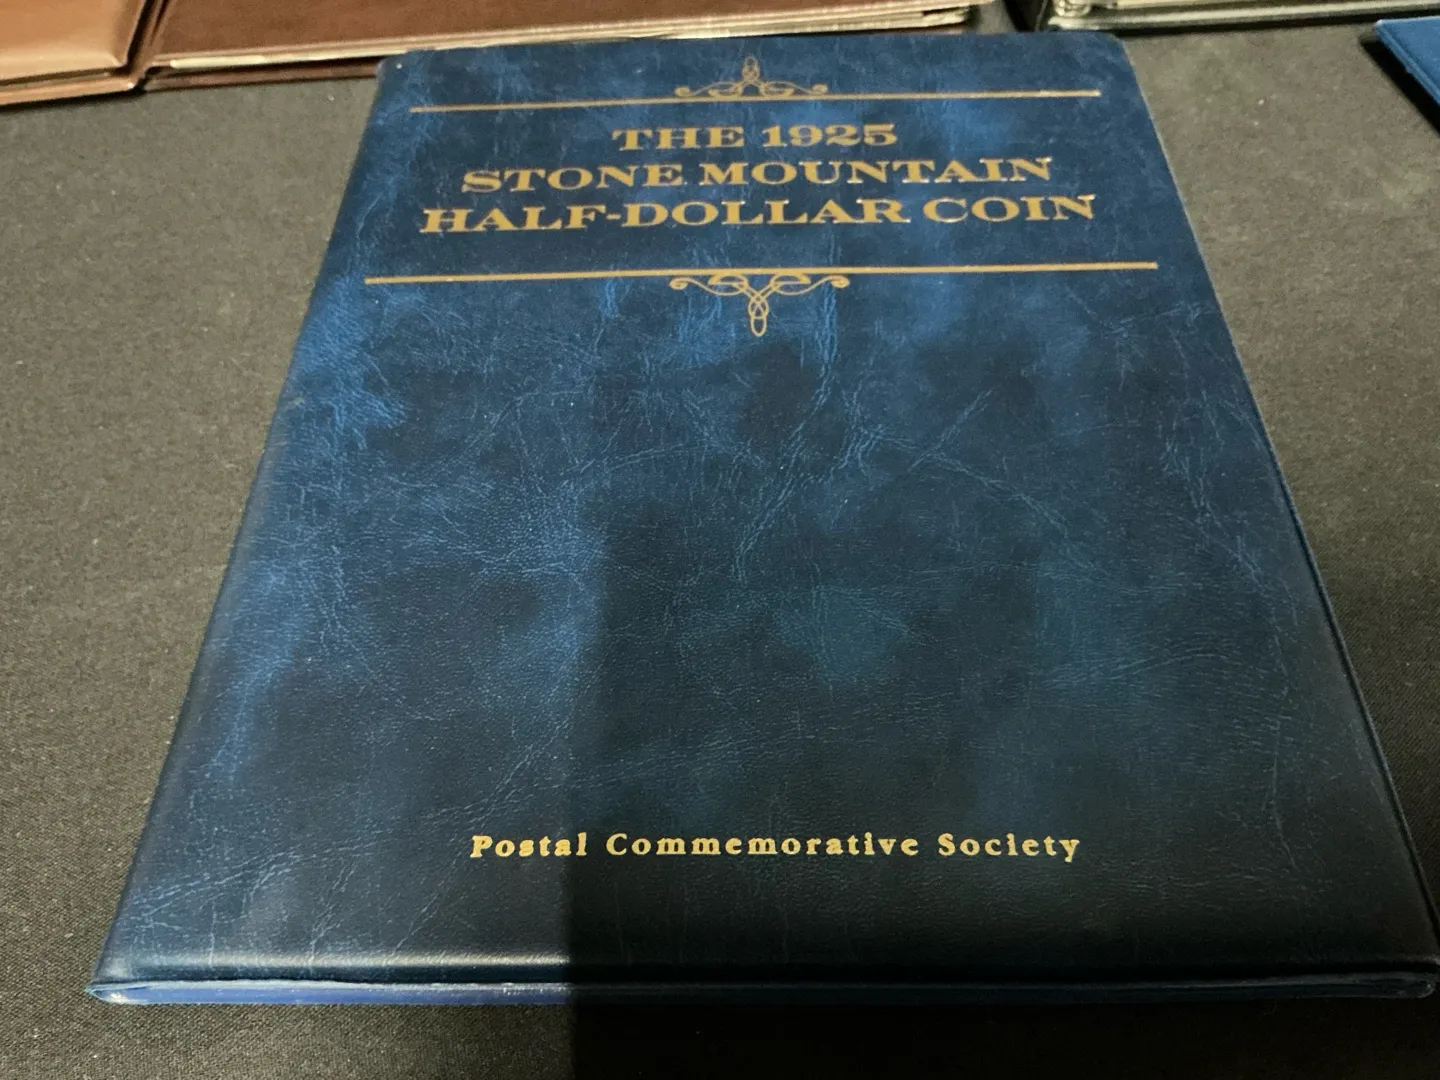 THE 1925
STONE MOUNTAIN
HALF-DOLLAR COIN
Postal Commemorative Society